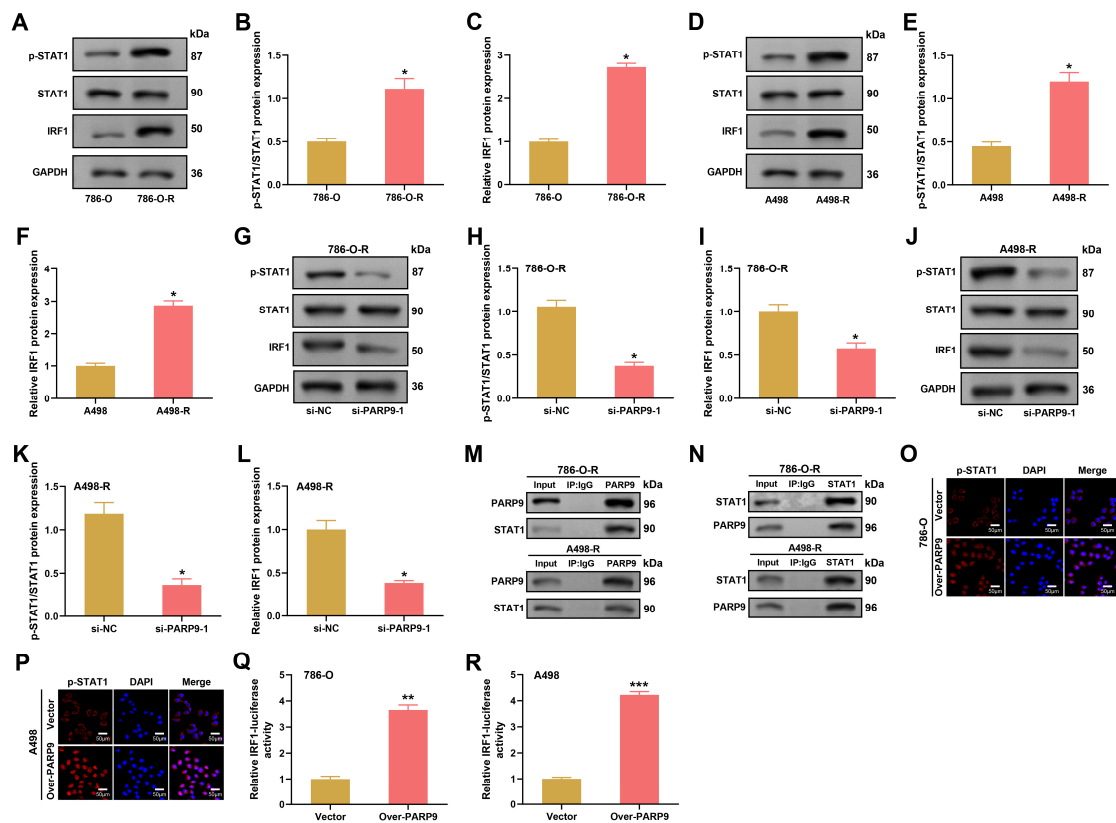 A
kDa
p-STAT1
87
STAT1
90
IRF1
50
GAPDH
36
786-O 786-O-R
B
p-STAT1/STAT1 protein expression
1.5
1.0
0.5
0.0
*
786-O 786-O-R
C
Relative IRF1 protein expression
3
2
1
0
*
786-O 786-O-R
D
kDa
p-STAT1
87
STAT1
90
IRF1
50
GAPDH
36
A498 A498-R
E
p-STAT1/STAT1 protein expression
1.5
1.0
0.5
0.0
*
A498 A498-R
F
Relative IRF1 protein expression
4
3
2
1
0
*
A498 A498-R
G
786-O-R
kDa
p-STAT1
87
STAT1
90
IRF1
50
GAPDH
36
si-NC si-PARP9-1
H
p-STAT1/STAT1 protein expression
786-O-R
1.5
1.0
0.5
0.0
*
si-NC si-PARP9-1
I
Relative IRF1 protein expression
786-O-R
1.5
1.0
0.5
0.0
*
si-NC si-PARP9-1
J
A498-R
kDa
p-STAT1
87
STAT1
90
IRF1
50
GAPDH
36
si-NC si-PARP9-1
K
p-STAT1/STAT1 protein expression
A498-R
1.5
1.0
0.5
0.0
*
si-NC si-PARP9-1
L
Relative IRF1 protein expression
A498-R
1.5
1.0
0.5
0.0
*
si-NC si-PARP9-1
M
786-O-R
Input IP:IgG PARP9 kDa
PARP9
96
STAT1
90
A498-R
Input IP:IgG PARP9 kDa
PARP9
96
STAT1
90
N
786-O-R
Input IP:IgG STAT1 kDa
STAT1
90
PARP9
96
A498-R
Input IP:IgG STAT1 kDa
STAT1
90
PARP9
96
O
p-STAT1 DAPI Merge
786-O
Vector
50μm 50μm 50μm
Over-PARP9
50μm 50μm 50μm
P
p-STAT1 DAPI Merge
A498
Vector
50μm 50μm 50μm
Over-PARP9
50μm 50μm 50μm
Q
Relative IRF1-luciferase
activity
786-O
5
4
3
2
1
0
**
Vector Over-PARP9
R
Relative IRF1-luciferase
activity
A498
5
4
3
2
1
0
***
Vector Over-PARP9